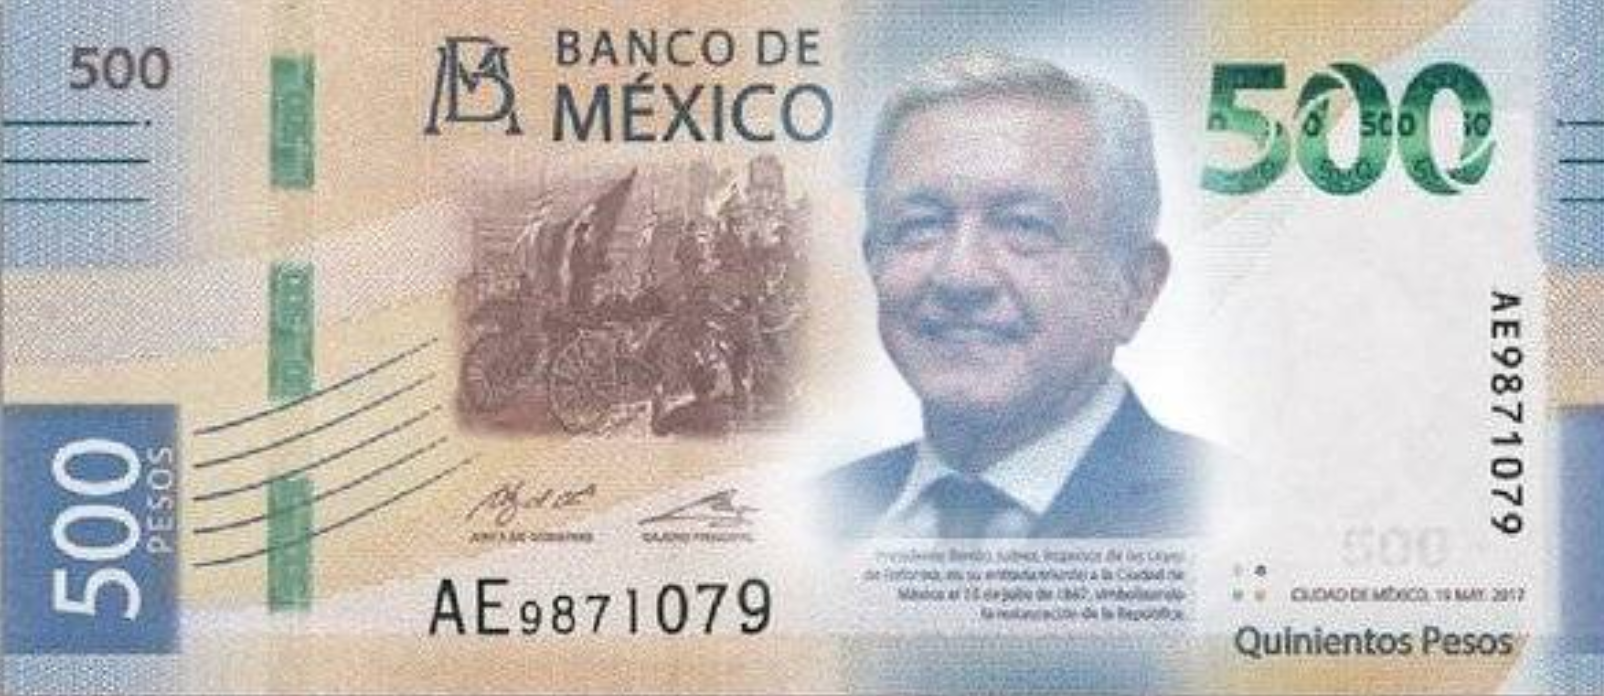 500
BANCO DE
MÉXICO
500
500
PESOS
AE9871079
AE9871079
JUNTA DE GOBIERNO
CAJERO PRINCIPAL
Presidente Benito Juárez, impulsor de las Leyes
de Reforma, en su entrada triunfal a la Ciudad de
México el 15 de julio de 1867, simbolizando
la restauración de la República.
500
CIUDAD DE MÉXICO, 19 MAY. 2017
Quinientos Pesos